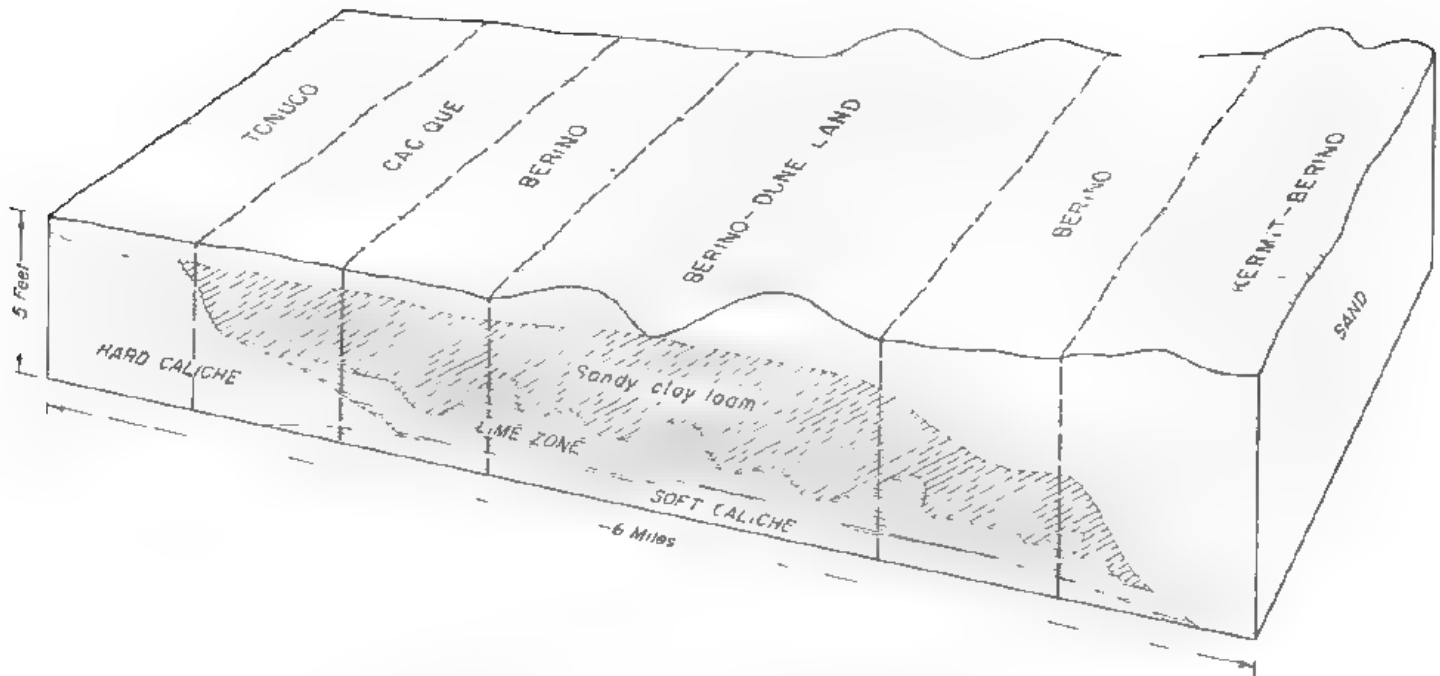 TONUCO
CACIQUE
BERINO
BERINO-DUNE LAND
BERINO
KERMIT-BERINO
SAND
5 Feet
HARD CALICHE
Sandy clay loam
LIME ZONE
SOFT CALICHE
6 Miles